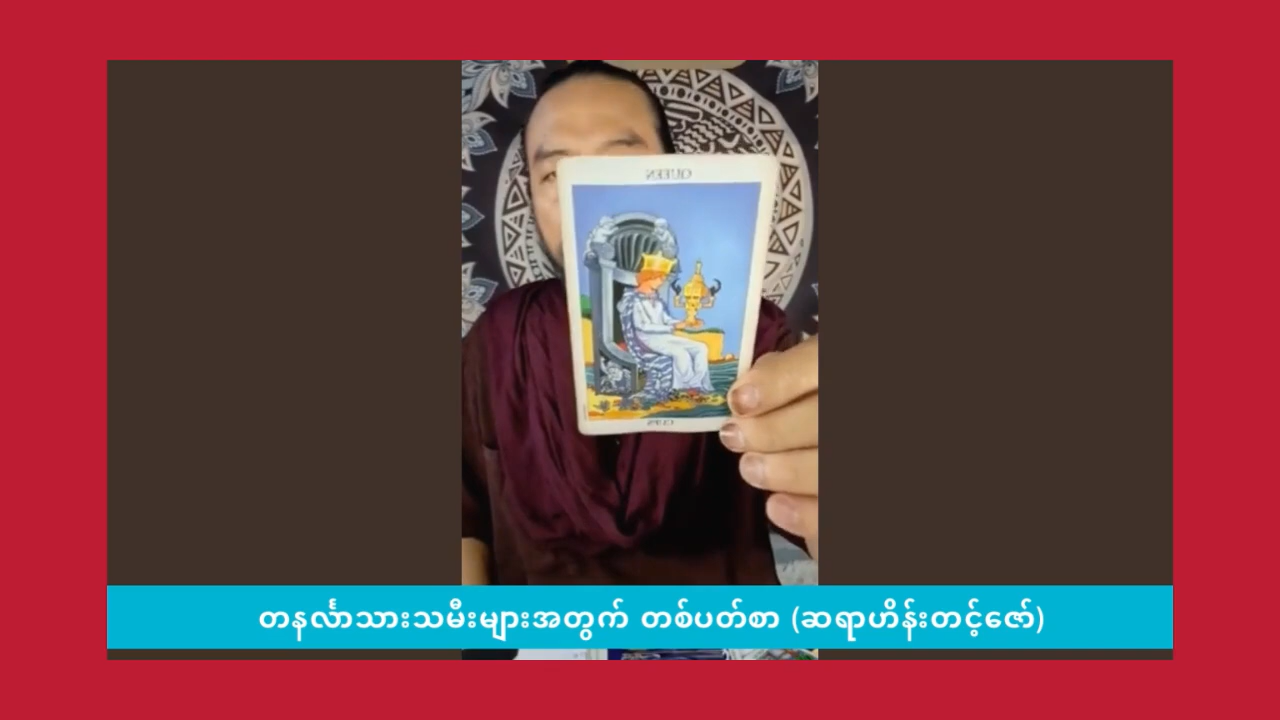 QUEEN
CUPS
တနင်္လာသားသမီးများအတွက် တစ်ပတ်စာ (ဆရာဟိန်းတင့်ဇော်)